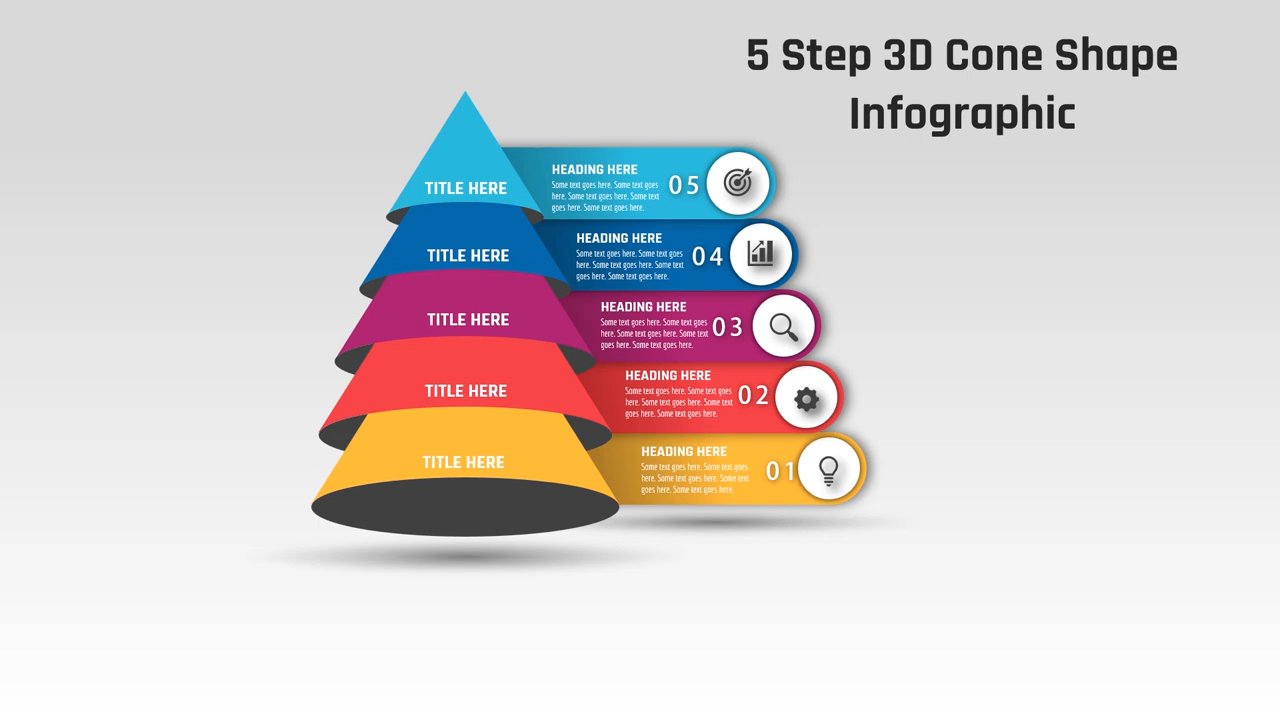 5 Step 3D Cone Shape
Infographic
TITLE HERE
HEADING HERE
Some text goes here. Some text goes
here. Some text goes here. Some text
goes here. Some text goes here.
05
TITLE HERE
HEADING HERE
Some text goes here. Some text goes
here. Some text goes here. Some text
goes here. Some text goes here.
04
TITLE HERE
HEADING HERE
Some text goes here. Some text goes
here. Some text goes here. Some text
goes here. Some text goes here.
03
TITLE HERE
HEADING HERE
Some text goes here. Some text goes
here. Some text goes here. Some text
goes here. Some text goes here.
02
TITLE HERE
HEADING HERE
Some text goes here. Some text goes
here. Some text goes here. Some text
goes here. Some text goes here.
01